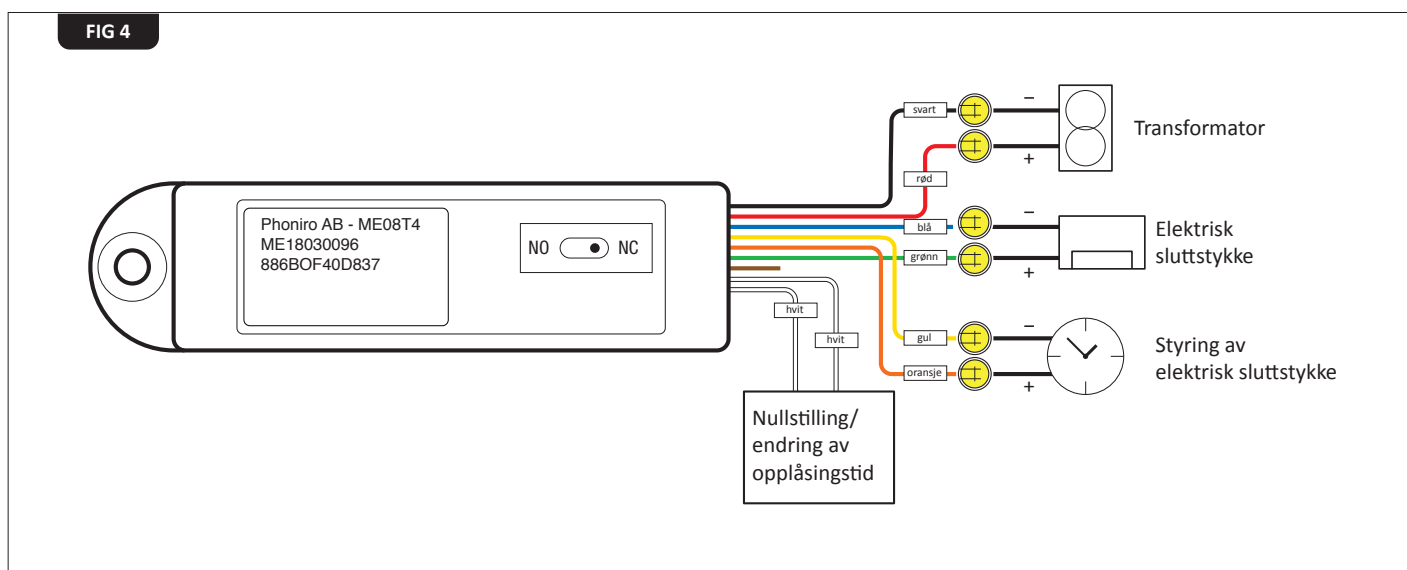 FIG 4
Phoniro AB - ME08T4
ME18030096
886BOF40D837
NO NC
svart
rød
blå
grønn
hvit
hvit
gul
oransje
−
+
Transformator
−
+
Elektrisk
sluttstykke
−
+
Styring av
elektrisk sluttstykke
Nullstilling/
endring av
opplåsingstid